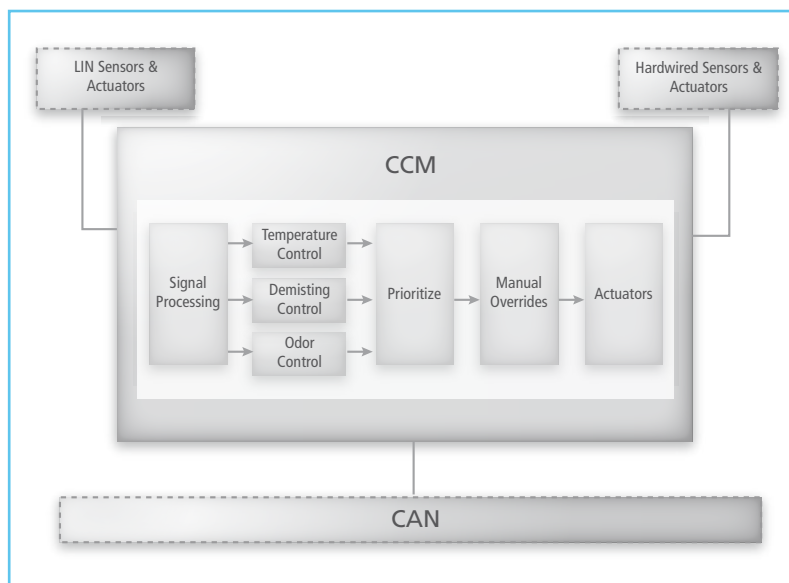 LIN Sensors &
Actuators
Hardwired Sensors &
Actuators
CCM
Signal
Processing
Temperature
Control
Demisting
Control
Odor
Control
Prioritize
Manual
Overrides
Actuators
CAN